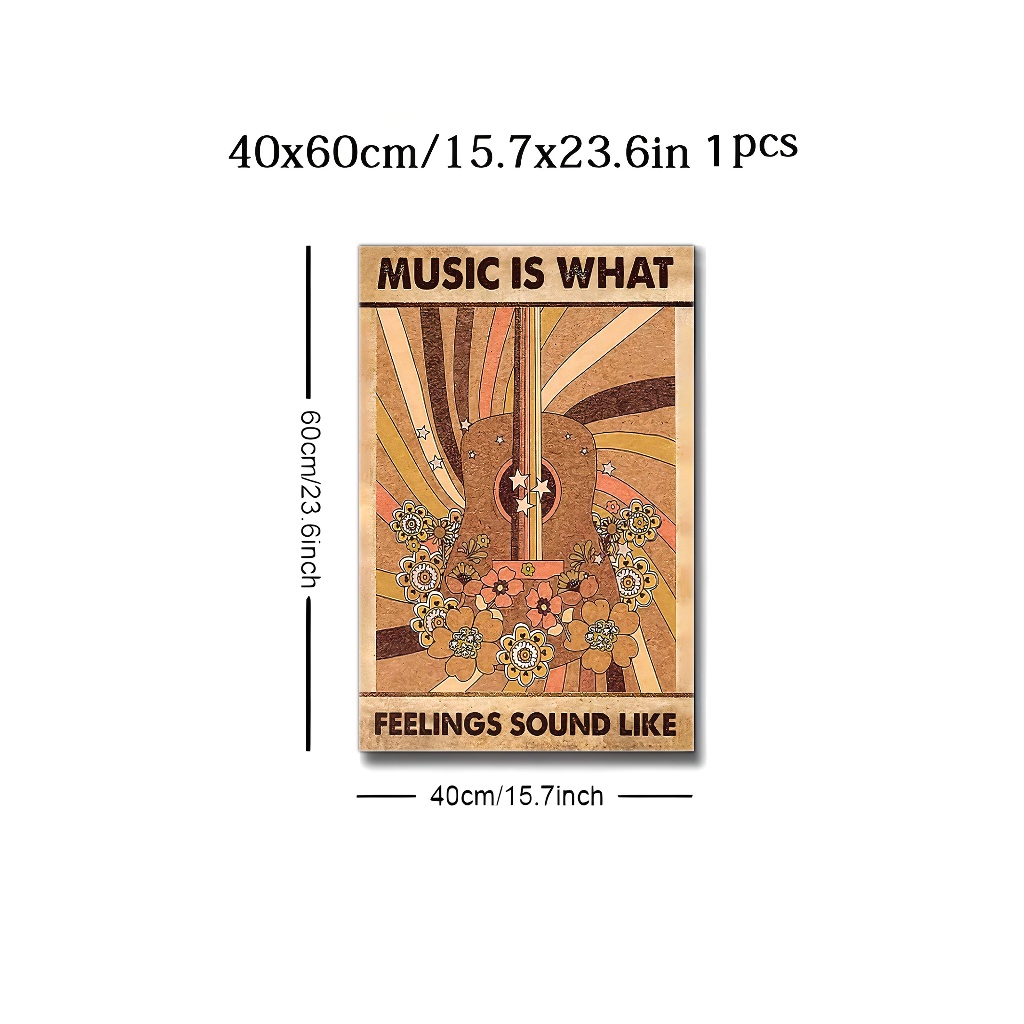 40x60cm/15.7x23.6in 1pcs
MUSIC IS WHAT
60cm/23.6inch
FEELINGS SOUND LIKE
40cm/15.7inch